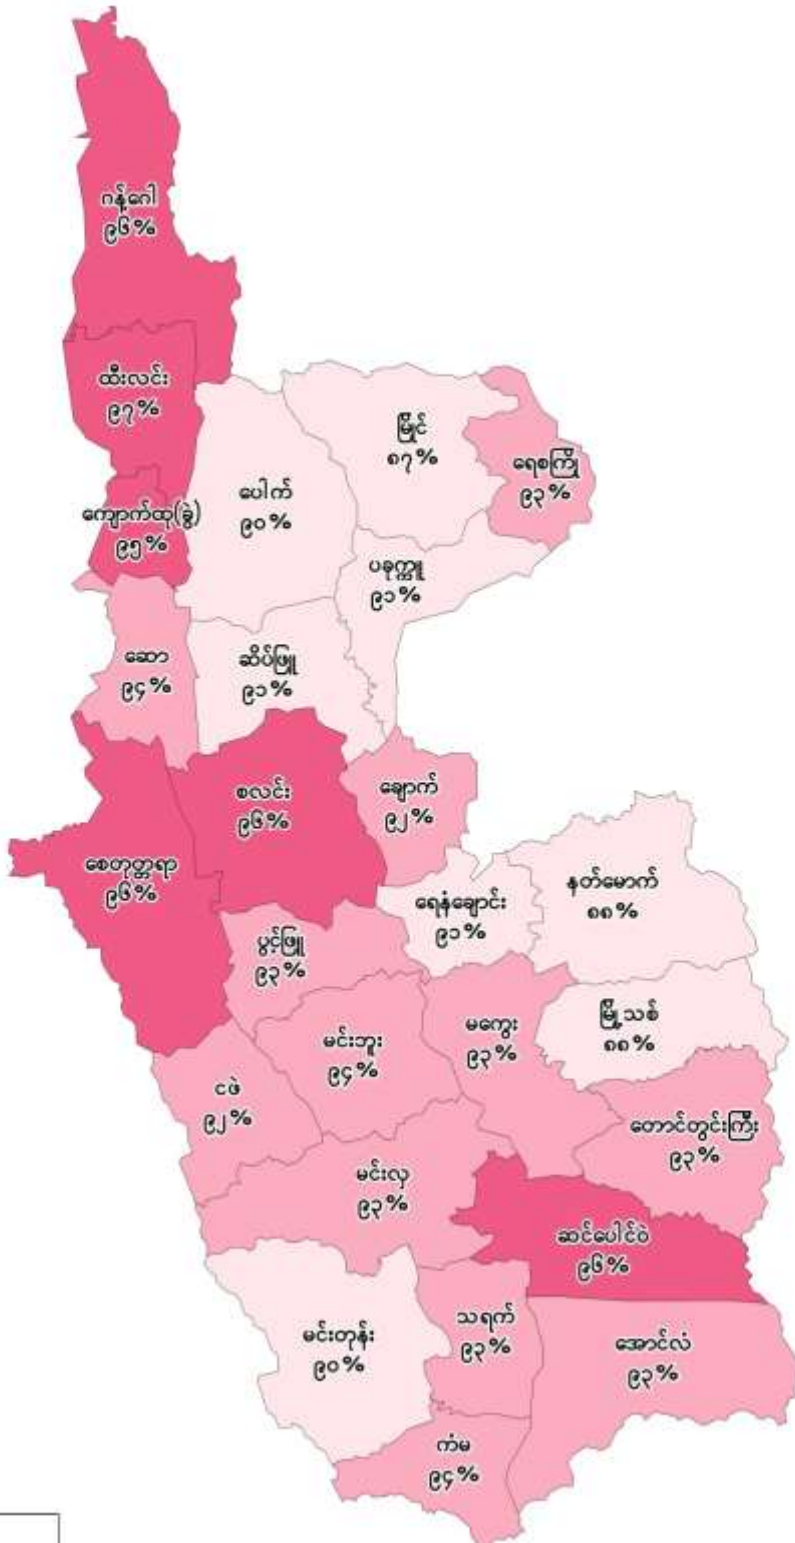 ဂန့်ဂေါ
၉၆%
ထီးလင်း
၉၇%
မြိုင်
၈၇%
ရေစကြို
၉၃%
ပေါက်
၉၀%
ကျောက်ထု(ခွဲ)
၉၅%
ပခုက္ကူ
၉၁%
ဆော
၉၄%
ဆိပ်ဖြူ
၉၁%
စလင်း
၉၆%
ချောက်
၉၂%
စေတုတ္တရာ
၉၆%
ရေနံချောင်း
၉၁%
နတ်မောက်
၈၈%
ပွင့်ဖြူ
၉၃%
မင်းဘူး
၉၄%
မကွေး
၉၃%
မြို့သစ်
၈၈%
ငဖဲ
၉၂%
တောင်တွင်းကြီး
၉၃%
မင်းလှ
၉၃%
ဆင်ပေါင်ဝဲ
၉၆%
မင်းတုန်း
၉၀%
သရက်
၉၃%
အောင်လံ
၉၃%
ကံမ
၉၄%